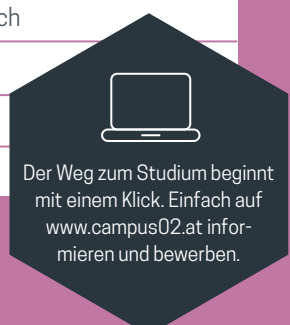 ch
Der Weg zum Studium beginnt
mit einem Klick. Einfach auf
www.campus02.at infor-
mieren und bewerben.